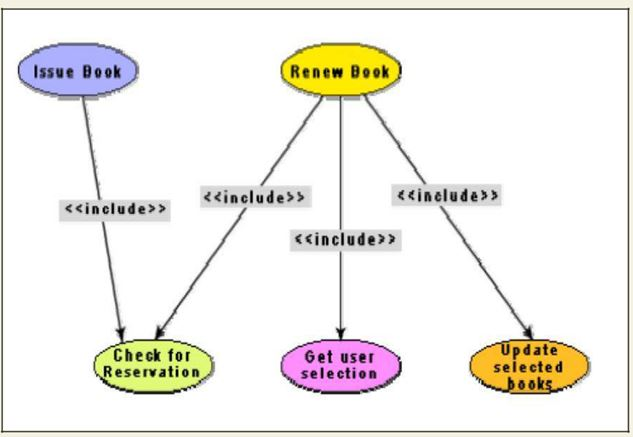 Issue Book
Renew Book
<<include>>
<<include>>
<<include>>
<<include>>
Check for
Reservation
Get user
selection
Update
selected
books